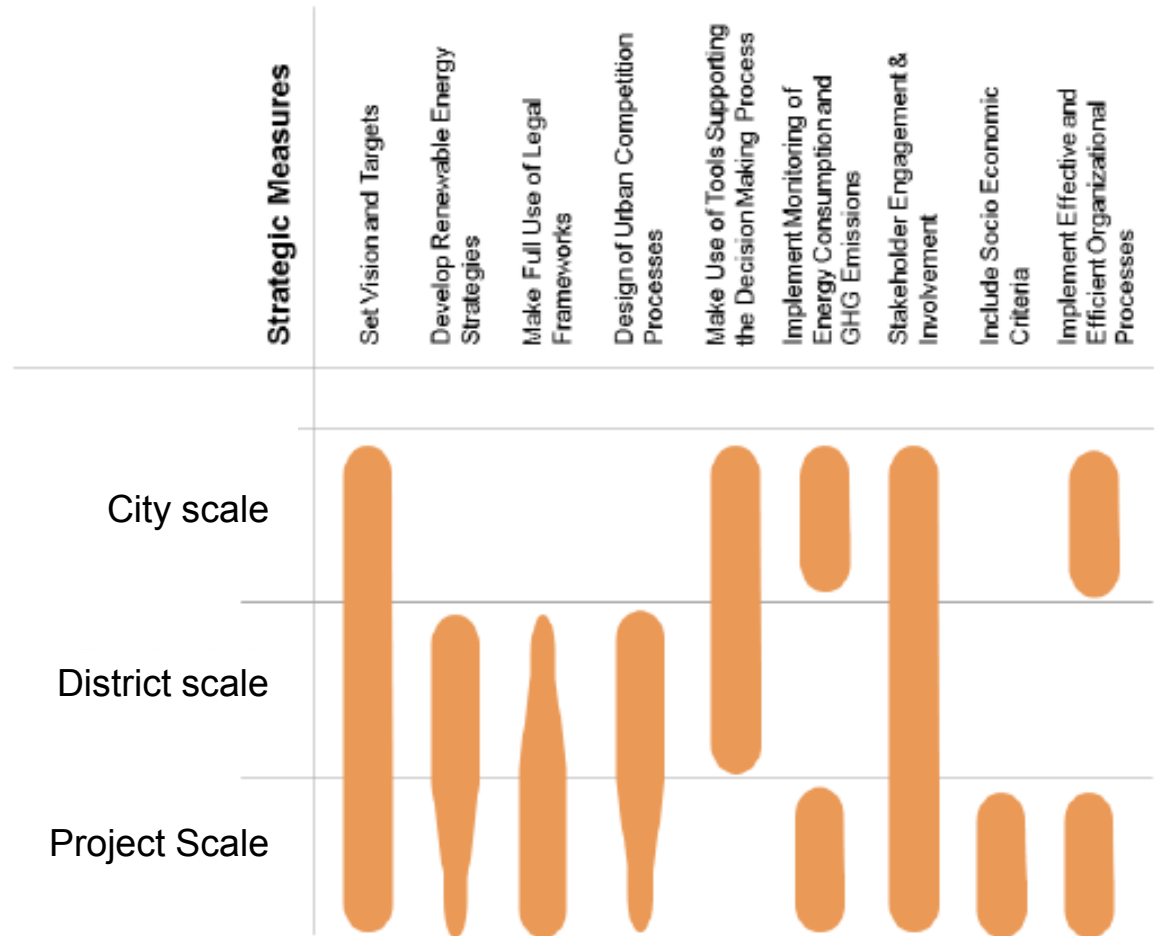 Strategic Measures
Set Vision and Targets
Develop Renewable Energy
Strategies
Make Full Use of Legal
Frameworks
Design of Urban Competition
Processes
Make Use of Tools Supporting
the Decision Making Process
Implement Monitoring of
Energy Consumption and
GHG Emissions
Stakeholder Engagement &
Involvement
Include Socio Economic
Criteria
Implement Effective and
Efficient Organizational
Processes
City scale
District scale
Project Scale